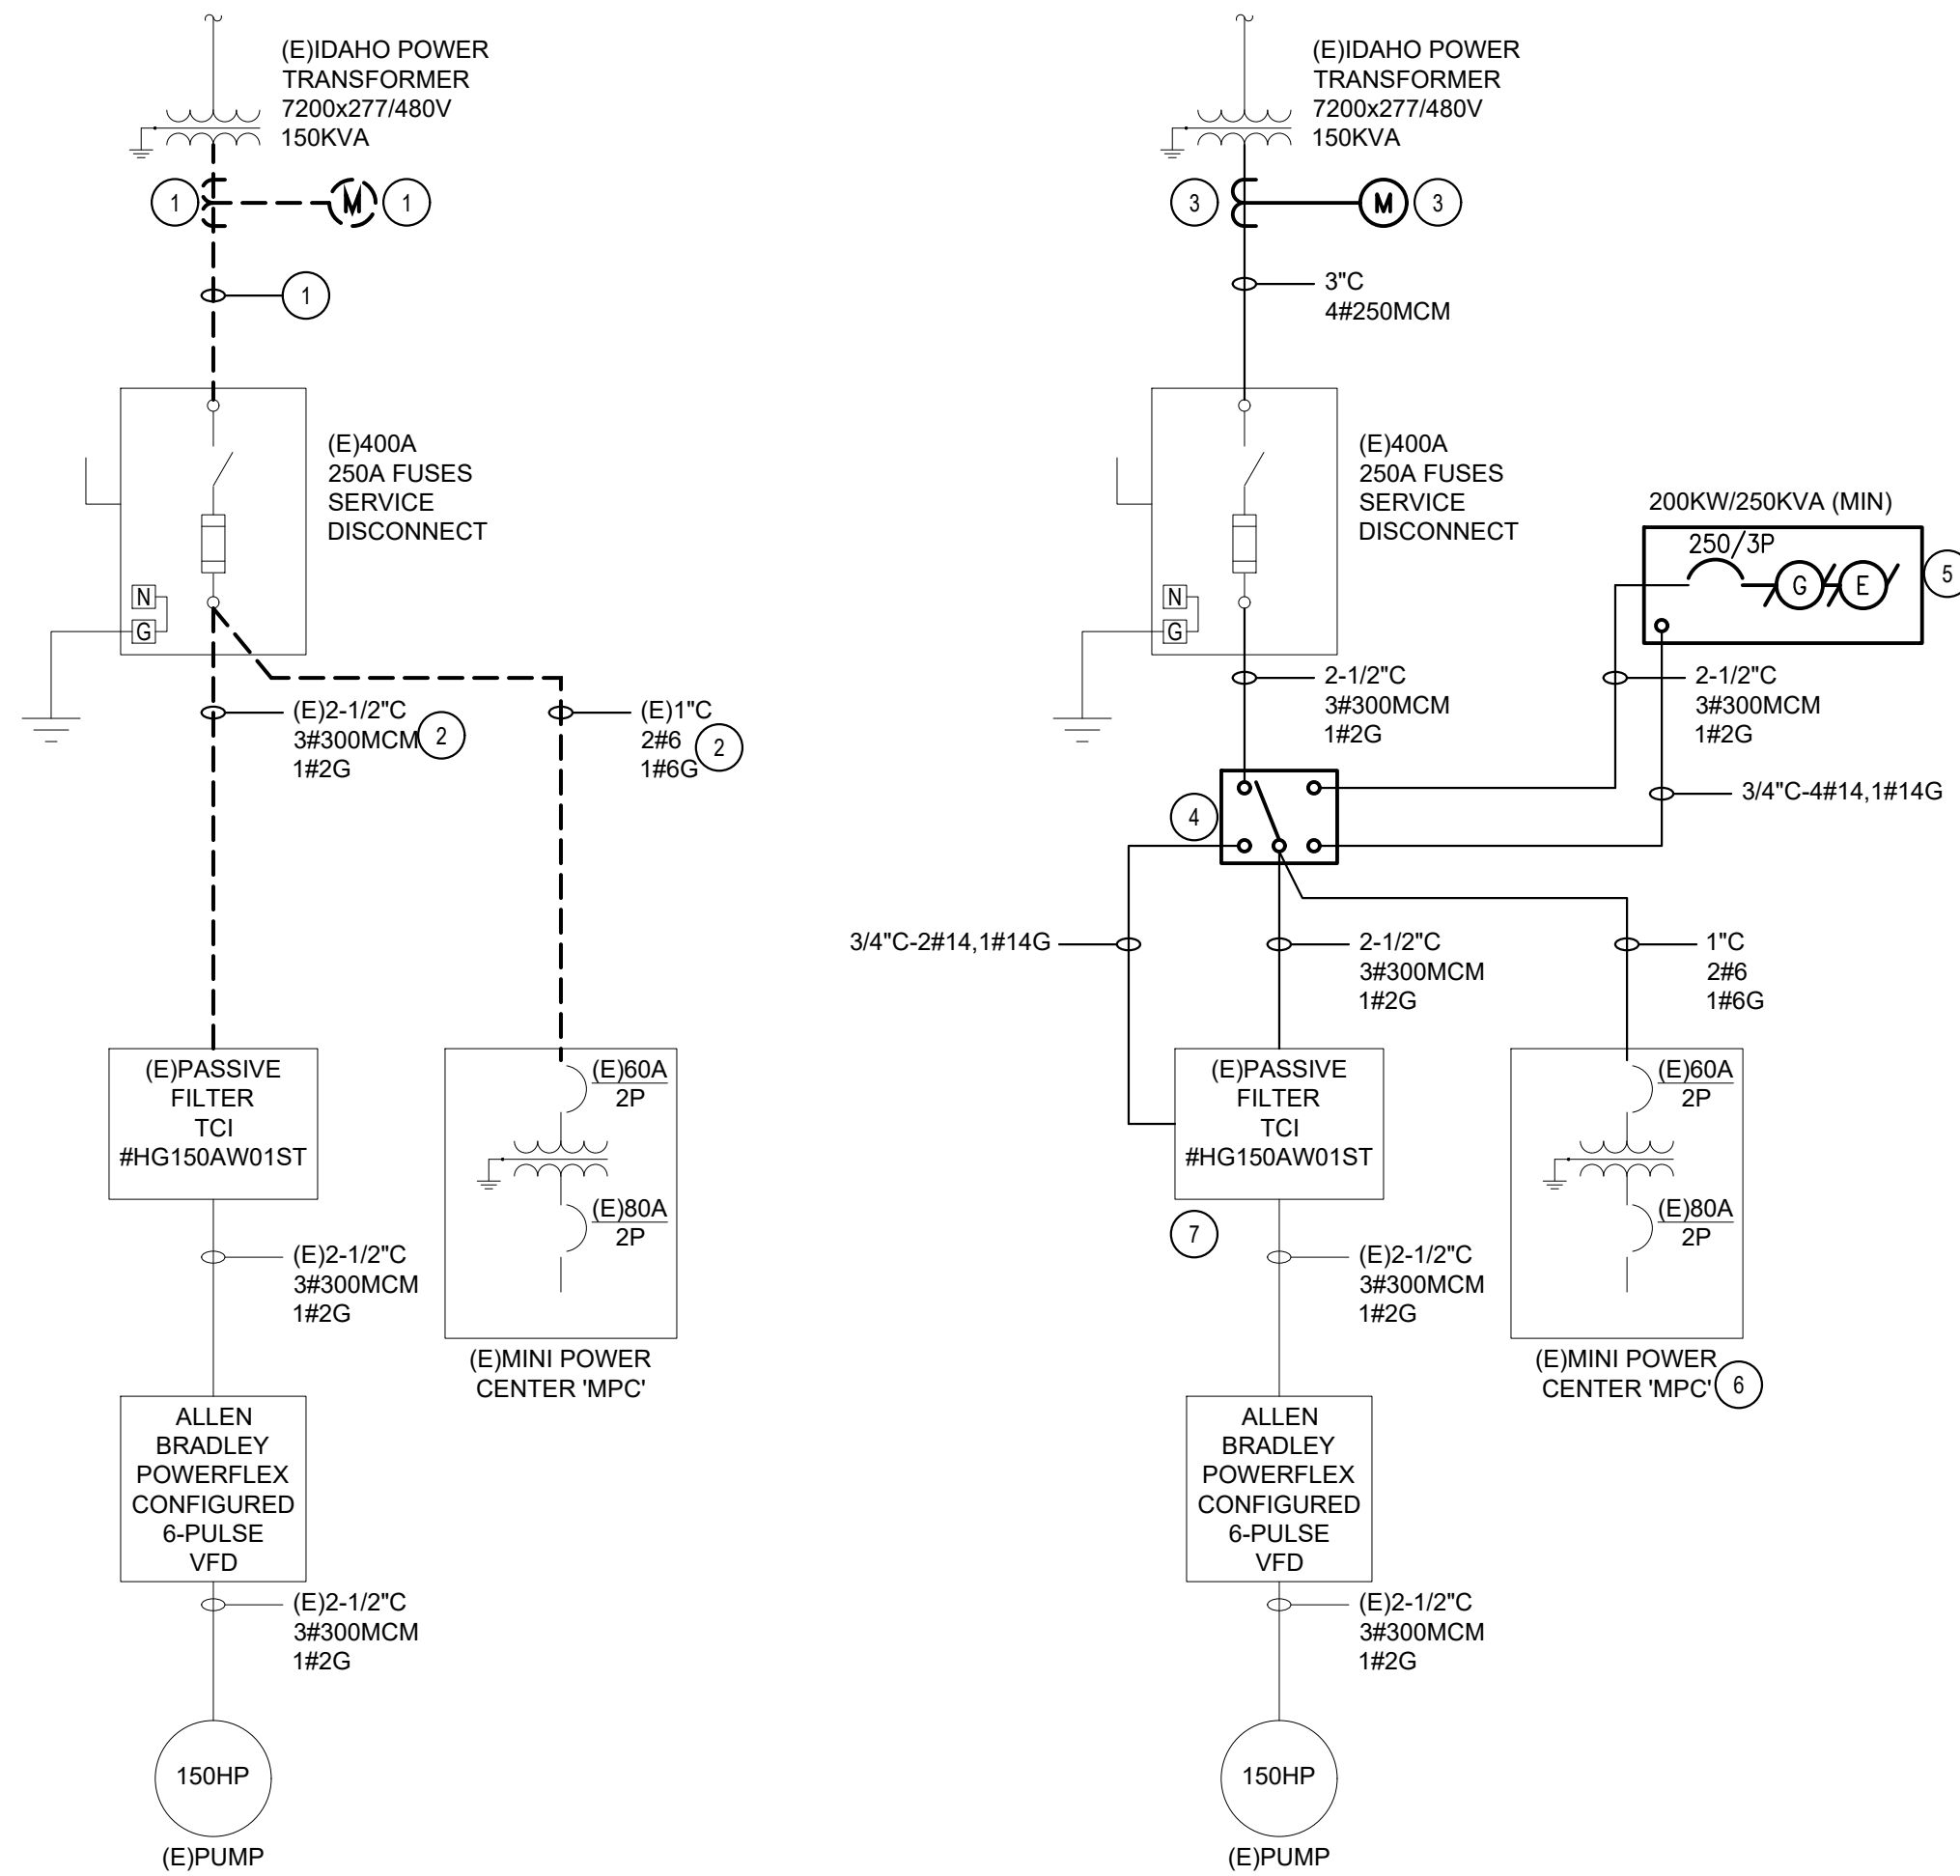 (E)IDAHO POWER
TRANSFORMER
7200x277/480V
150KVA
1
M
1
1
(E)400A
250A FUSES
SERVICE
DISCONNECT
N
G
(E)2-1/2"C
3#300MCM
1#2G
2
(E)1"C
2#6
1#6G
2
(E)PASSIVE
FILTER
TCI
#HG150AW01ST
(E)60A
2P
(E)80A
2P
(E)MINI POWER
CENTER 'MPC'
(E)2-1/2"C
3#300MCM
1#2G
ALLEN
BRADLEY
POWERFLEX
CONFIGURED
6-PULSE
VFD
(E)2-1/2"C
3#300MCM
1#2G
150HP
(E)PUMP
(E)IDAHO POWER
TRANSFORMER
7200x277/480V
150KVA
3
M
3
3"C
4#250MCM
(E)400A
250A FUSES
SERVICE
DISCONNECT
N
G
200KW/250KVA (MIN)
250/3P
G
E
5
2-1/2"C
3#300MCM
1#2G
2-1/2"C
3#300MCM
1#2G
3/4"C-4#14,1#14G
4
3/4"C-2#14,1#14G
2-1/2"C
3#300MCM
1#2G
1"C
2#6
1#6G
(E)PASSIVE
FILTER
TCI
#HG150AW01ST
7
(E)60A
2P
(E)80A
2P
(E)MINI POWER
CENTER 'MPC'
6
(E)2-1/2"C
3#300MCM
1#2G
ALLEN
BRADLEY
POWERFLEX
CONFIGURED
6-PULSE
VFD
(E)2-1/2"C
3#300MCM
1#2G
150HP
(E)PUMP